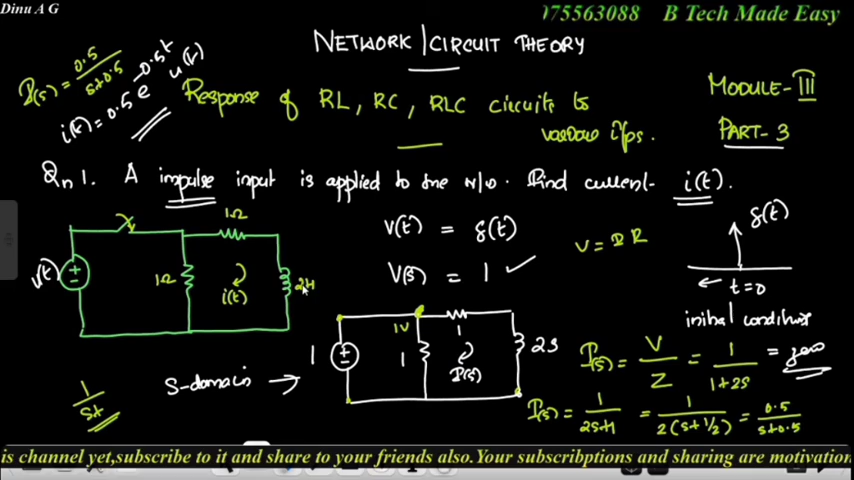 Dinu A G
075563088 B Tech Made Easy
NETWORK | CIRCUIT THEORY
I(s) = 0.5 / s+0.5
i(t) = 0.5 e^-0.5t u(t)
Response of RL, RC, RLC circuits to
various i/ps.
MODULE-III
PART-3
Qn 1. A impulse input is applied to the N/W. Find current i(t).
v(t)
1Ω
1Ω
i(t)
2H
v(t) = δ(t)
V(s) = 1 ✓
V = I R
δ(t)
← t=0
initial conditions
= zero
1/s+
S-domain →
1
1V
1
1
I(s)
2s
I(s) = V/Z = 1/1+2s
I(s) = 1/2s+1 = 1/2(s+1/2) = 0.5/s+0.5
is channel yet,subscribe to it and share to your friends also.Your subscribptions and sharing are motivation